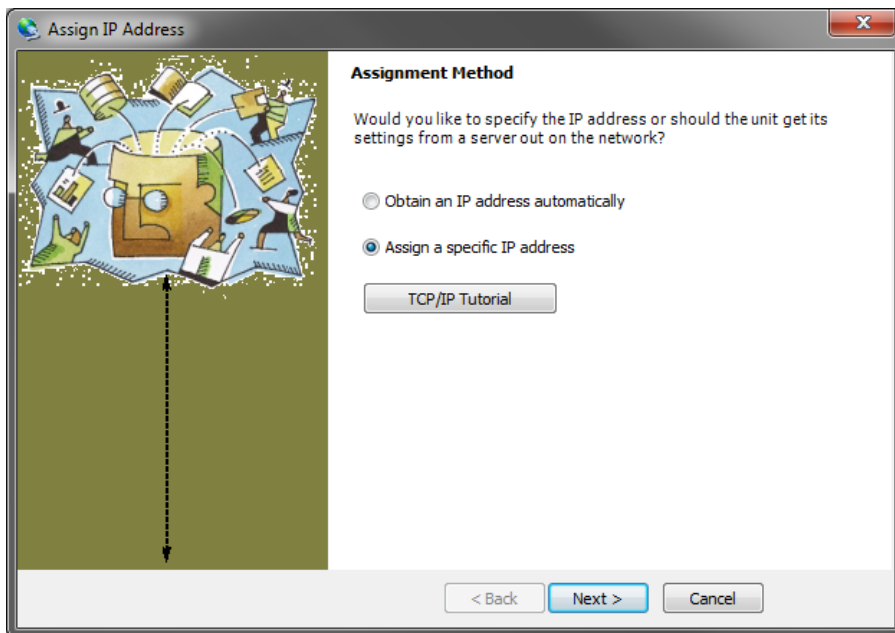 Assign IP Address
Assignment Method
Would you like to specify the IP address or should the unit get its
settings from a server out on the network?
Obtain an IP address automatically
Assign a specific IP address
TCP/IP Tutorial
< Back
Next >
Cancel